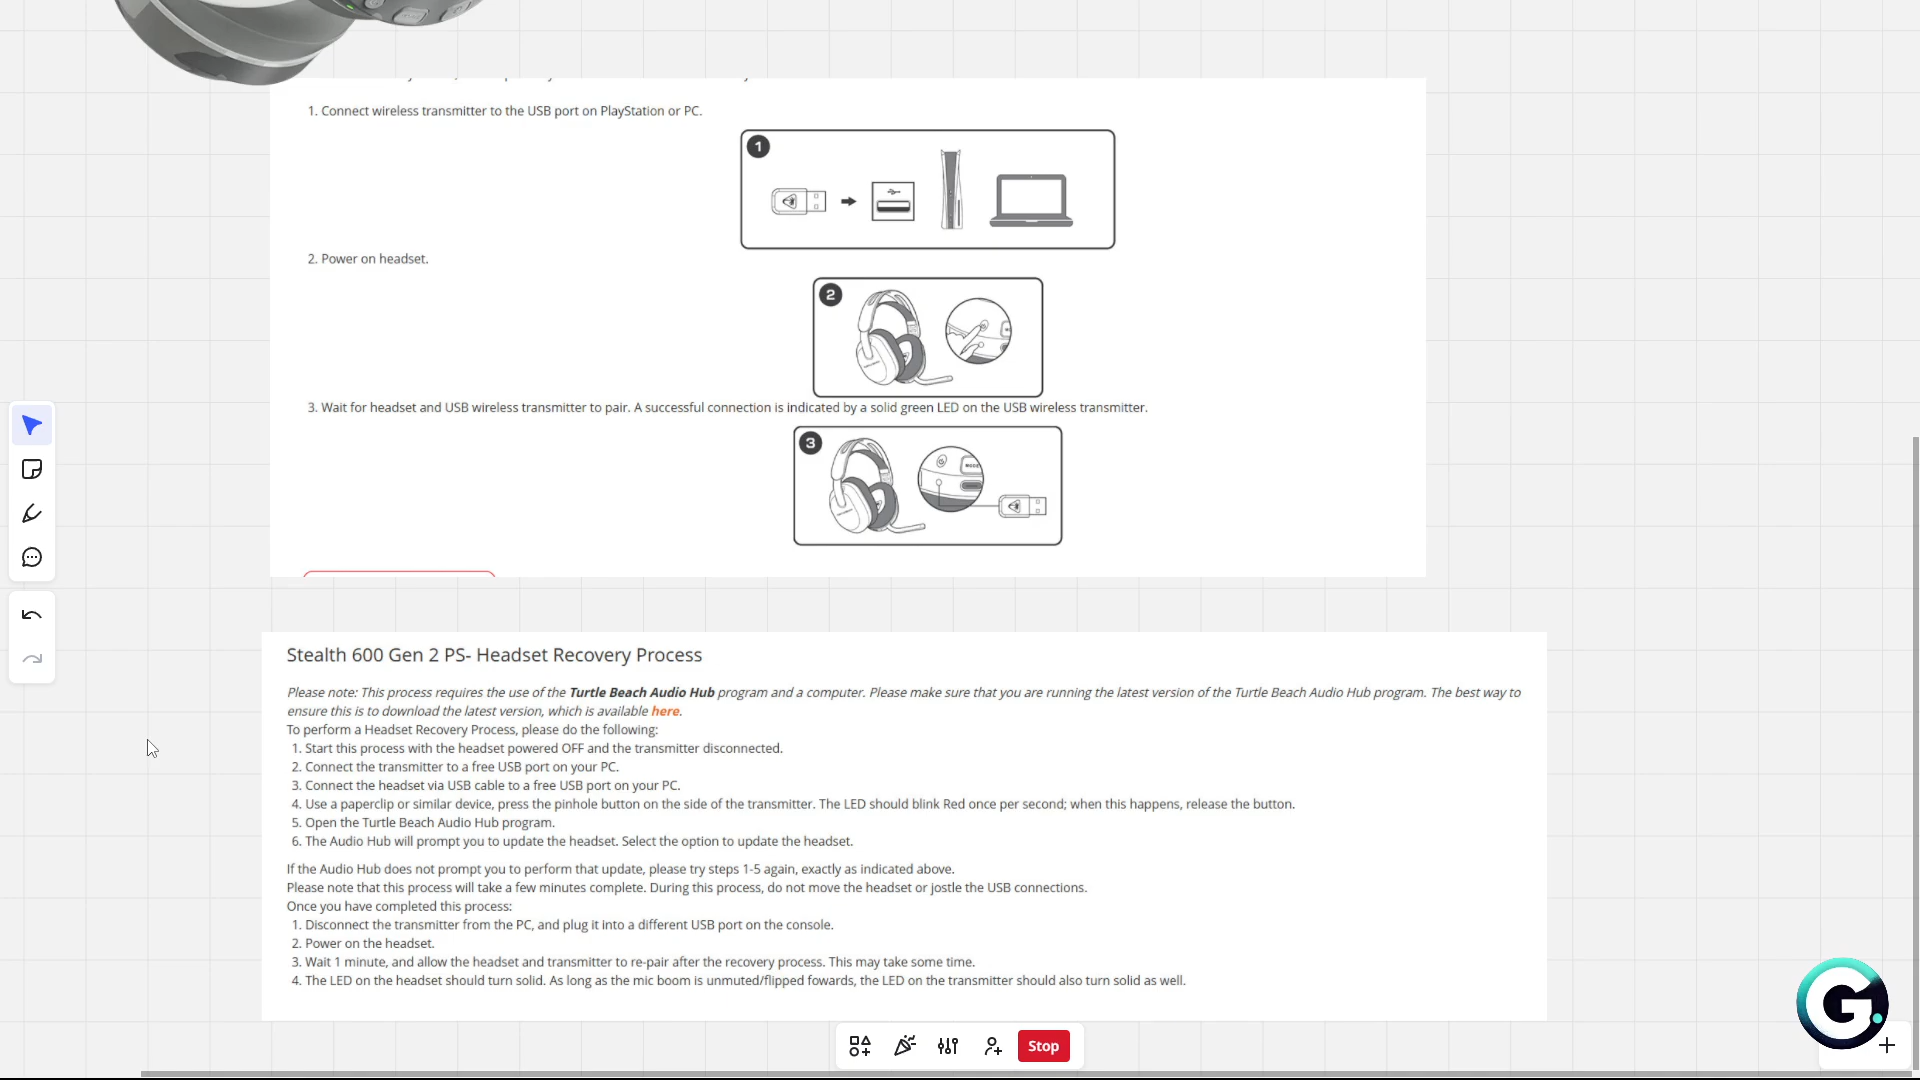 1. Connect wireless transmitter to the USB port on PlayStation or PC.
1
2. Power on headset.
2
3. Wait for headset and USB wireless transmitter to pair. A successful connection is indicated by a solid green LED on the USB wireless transmitter.
3
MODE
Stealth 600 Gen 2 PS- Headset Recovery Process
Please note: This process requires the use of the Turtle Beach Audio Hub program and a computer. Please make sure that you are running the latest version of the Turtle Beach Audio Hub program. The best way to
ensure this is to download the latest version, which is available here.
To perform a Headset Recovery Process, please do the following:
1. Start this process with the headset powered OFF and the transmitter disconnected.
2. Connect the transmitter to a free USB port on your PC.
3. Connect the headset via USB cable to a free USB port on your PC.
4. Use a paperclip or similar device, press the pinhole button on the side of the transmitter. The LED should blink Red once per second; when this happens, release the button.
5. Open the Turtle Beach Audio Hub program.
6. The Audio Hub will prompt you to update the headset. Select the option to update the headset.
If the Audio Hub does not prompt you to perform that update, please try steps 1-5 again, exactly as indicated above.
Please note that this process will take a few minutes complete. During this process, do not move the headset or jostle the USB connections.
Once you have completed this process:
1. Disconnect the transmitter from the PC, and plug it into a different USB port on the console.
2. Power on the headset.
3. Wait 1 minute, and allow the headset and transmitter to re-pair after the recovery process. This may take some time.
4. The LED on the headset should turn solid. As long as the mic boom is unmuted/flipped fowards, the LED on the transmitter should also turn solid as well.
Stop
G.